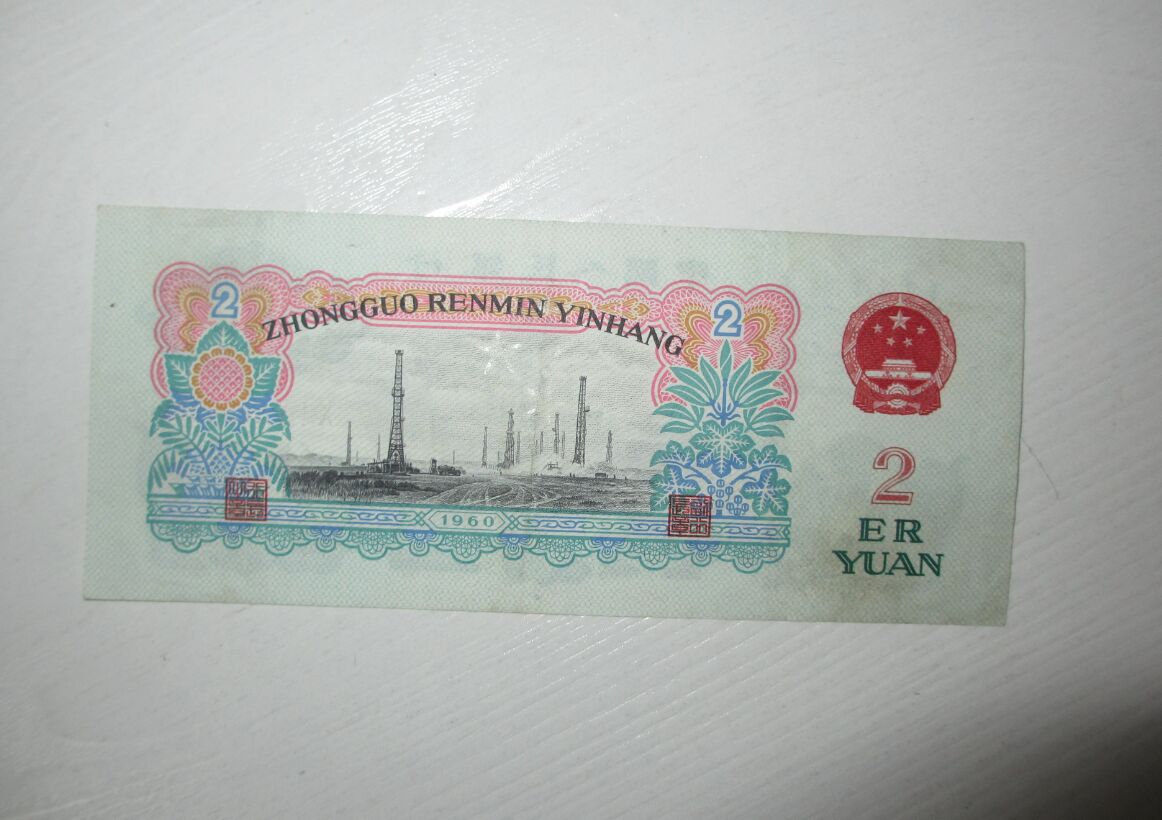 2
2
ZHONGGUO RENMIN YINHANG
1960
2
ER
YUAN